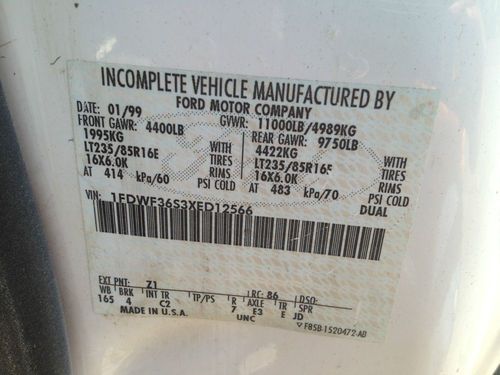 INCOMPLETE VEHICLE MANUFACTURED BY
FORD MOTOR COMPANY
DATE: 01/99 GVWR: 11000LB/4989KG
FRONT GAWR: 4400LB REAR GAWR: 9750LB
1995KG WITH 4422KG WITH
LT235/85R16E TIRES LT235/85R16E TIRES
16X6.0K RINS 16X6.0K RINS
AT 414 kPa/60 PSI COLD AT 483 kPa/70 PSI COLD
DUAL
VIN: 1FDWF36S3XED12566
EXT PNT: Z1 RC: 86 DSO:
WB BRK INT TR TP/PS R AXLE TR SPR
165 4 C2 7 E3 E JD
MADE IN U.S.A. UNC F85B-1520472-AB